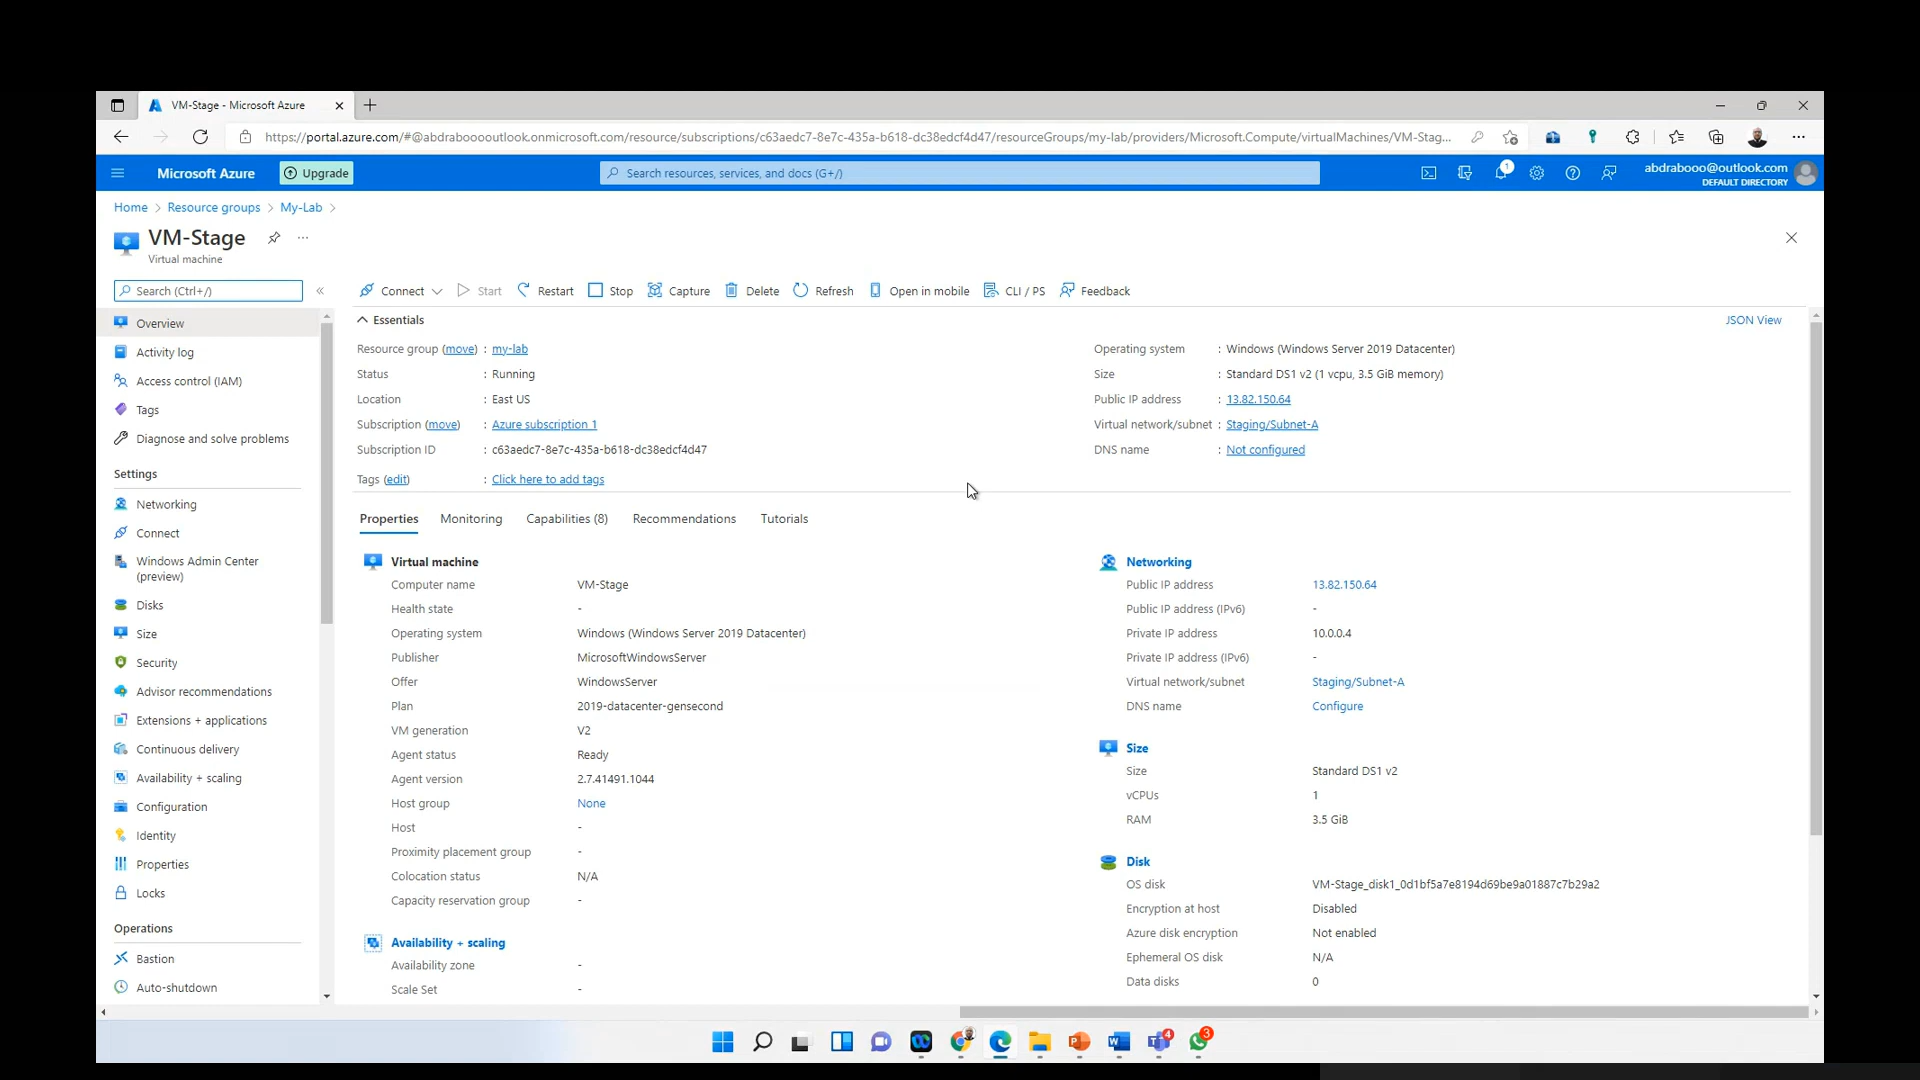 VM-Stage - Microsoft Azure
https://portal.azure.com/#@abdraboooutlook.onmicrosoft.com/resource/subscriptions/c63aedc7-8e7c-435a-b618-dc38edcf4d47/resourceGroups/my-lab/providers/Microsoft.Compute/virtualMachines/VM-Stag...
Microsoft Azure
Upgrade
Search resources, services, and docs (G+/)
1
abdrabooo@outlook.com
DEFAULT DIRECTORY
Home > Resource groups > My-Lab >
VM-Stage
Virtual machine
Search (Ctrl+/)
Connect Start Restart Stop Capture Delete Refresh Open in mobile CLI / PS Feedback
Overview
Activity log
Access control (IAM)
Tags
Diagnose and solve problems
Settings
Networking
Connect
Windows Admin Center
(preview)
Disks
Size
Security
Advisor recommendations
Extensions + applications
Continuous delivery
Availability + scaling
Configuration
Identity
Properties
Locks
Operations
Bastion
Auto-shutdown
Essentials
JSON View
Resource group (move) : my-lab
Status : Running
Location : East US
Subscription (move) : Azure subscription 1
Subscription ID : c63aedc7-8e7c-435a-b618-dc38edcf4d47
Tags (edit) : Click here to add tags
Operating system : Windows (Windows Server 2019 Datacenter)
Size : Standard DS1 v2 (1 vcpu, 3.5 GiB memory)
Public IP address : 13.82.150.64
Virtual network/subnet : Staging/Subnet-A
DNS name : Not configured
Properties Monitoring Capabilities (8) Recommendations Tutorials
Virtual machine
Computer name VM-Stage
Health state -
Operating system Windows (Windows Server 2019 Datacenter)
Publisher MicrosoftWindowsServer
Offer WindowsServer
Plan 2019-datacenter-gensecond
VM generation V2
Agent status Ready
Agent version 2.7.41491.1044
Host group None
Host -
Proximity placement group -
Colocation status N/A
Capacity reservation group -
Availability + scaling
Availability zone -
Scale Set -
Networking
Public IP address 13.82.150.64
Public IP address (IPv6) -
Private IP address 10.0.0.4
Private IP address (IPv6) -
Virtual network/subnet Staging/Subnet-A
DNS name Configure
Size
Size Standard DS1 v2
vCPUs 1
RAM 3.5 GiB
Disk
OS disk VM-Stage_disk1_0d1bf5a7e8194d69be9a01887c7b29a2
Encryption at host Disabled
Azure disk encryption Not enabled
Ephemeral OS disk N/A
Data disks 0
4
3